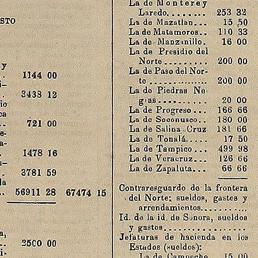 STO
y
.. 1144 00
.. 3438 12
cia
.. 721 00
.. 1478 16
.. 3781 59
.. 56911 28 67474 15
a,
.. 2500 00
La de Monterey
Laredo....... 253 32
La de Mazatlan... 15 50
La de Matamoros.. 110 33
La de Manzanillo. 16 00
La de Presidio del
Norte.......... 200 00
La de Paso del Nor-
te............. 200 00
La de Piedras Ne-
gras........... 20 00
La de Progreso.... 166 66
La de Soconusco... 180 00
La de Salina Cruz 181 66
La de Tonalá..... 17 50
La de Tampico.... 499 98
La de Veracruz... 126 66
La de Zapaluta... 66 66
Contraresguardo de la frontera
del Norte; sueldos, gastos y
arrendamientos...............
Id. de la id. de Sonora, sueldos
y gastos.....................
Jefaturas de hacienda en los
Estados (sueldos):
La de Campeche. 15 00